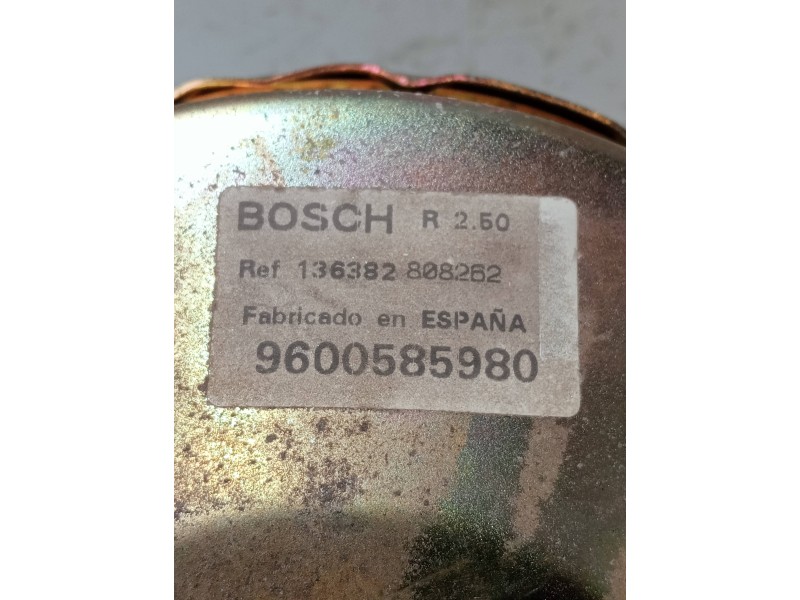 BOSCH R 2.50
Ref 136382 808262
Fabricado en ESPAÑA
9600585980